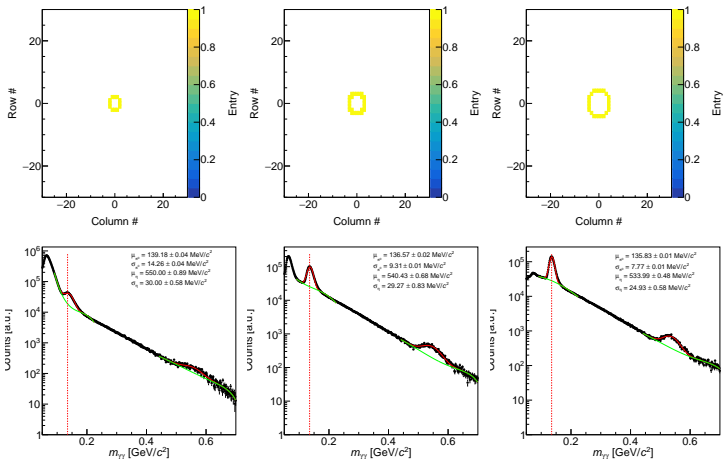 20
0
−20
Row #
−20
0
20
Column #
1
0.8
0.6
0.4
0.2
0
Entry
20
0
−20
Row #
−20
0
20
Column #
1
0.8
0.6
0.4
0.2
0
Entry
20
0
−20
Row #
−20
0
20
Column #
1
0.8
0.6
0.4
0.2
0
Entry
10⁶
10⁵
10⁴
10³
10²
10
1
Counts [a.u.]
μπ⁰ = 139.18 ± 0.04 MeV/c²
σπ⁰ = 14.26 ± 0.04 MeV/c²
μη = 550.00 ± 0.89 MeV/c²
ση = 30.00 ± 0.58 MeV/c²
0.2
0.4
0.6
mγγ [GeV/c²]
10⁵
10⁴
10³
10²
10
1
Counts [a.u.]
μπ⁰ = 136.57 ± 0.02 MeV/c²
σπ⁰ = 9.31 ± 0.01 MeV/c²
μη = 540.43 ± 0.68 MeV/c²
ση = 29.27 ± 0.83 MeV/c²
0.2
0.4
0.6
mγγ [GeV/c²]
10⁵
10⁴
10³
10²
10
1
Counts [a.u.]
μπ⁰ = 135.83 ± 0.01 MeV/c²
σπ⁰ = 7.77 ± 0.01 MeV/c²
μη = 533.99 ± 0.48 MeV/c²
ση = 24.93 ± 0.58 MeV/c²
0.2
0.4
0.6
mγγ [GeV/c²]